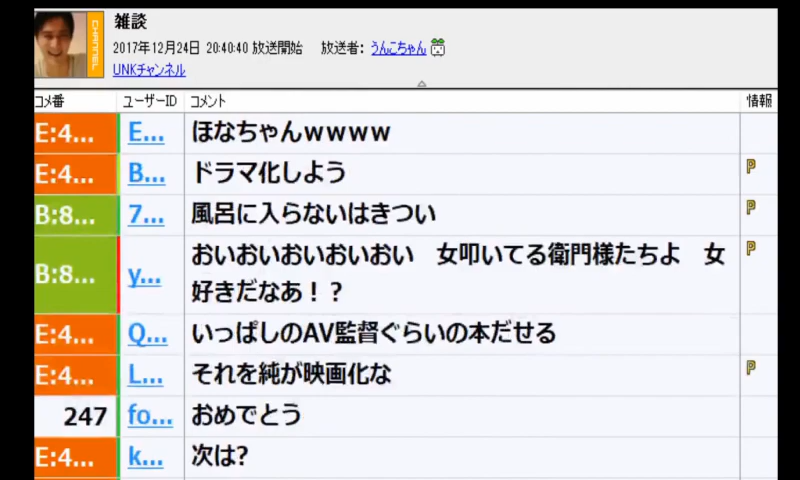 雑談
2017年12月24日 20:40:40 放送開始 放送者: うんこちゃん
UNKチャンネル
CHANNEL
コメ番 ユーザーID コメント 情報
E:4... E... ほなちゃんwwww
E:4... B... ドラマ化しよう P
B:8... 7... 風呂に入らないはきつい P
B:8... y... おいおいおいおいおい 女叩いてる衛門様たちよ 女 P
好きだなあ!?
E:4... Q... いっぱしのAV監督ぐらいの本だせる
E:4... L... それを純が映画化な P
247 fo... おめでとう
E:4... k... 次は?